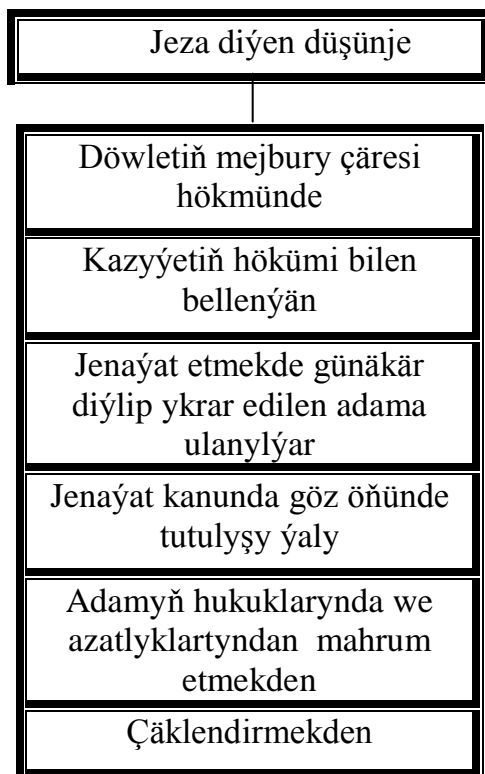 Jeza diýen düşünje
Döwletiň mejbury çäresi
hökmünde
Kazyýetiň hökümi bilen
bellenýän
Jenaýat etmekde günäkär
diýlip ykrar edilen adama
ulanylýar
Jenaýat kanunda göz öňünde
tutulyşy ýaly
Adamyň hukuklarynda we
azatlyklartyndan mahrum
etmekden
Çäklendirmekden